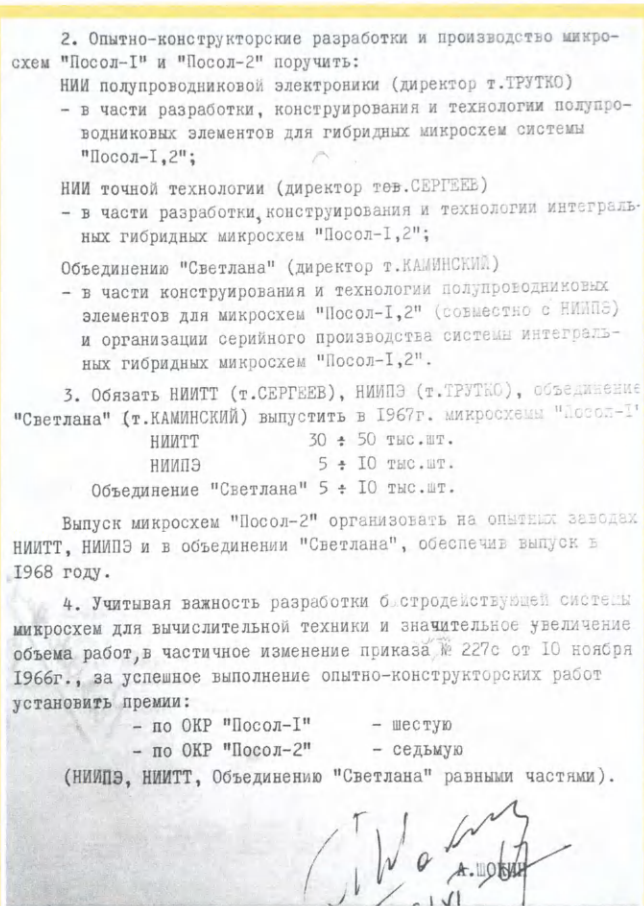 2. Опытно-конструкторские разработки и производство микро-
схем "Посол-I" и "Посол-2" поручить:
НИИ полупроводниковой электроники (директор т.ТРУТКО)
- в части разработки, конструирования и технологии полупро-
водниковых элементов для гибридных микросхем системы
"Посол-I,2";
НИИ точной технологии (директор тов.СЕРГЕЕВ)
- в части разработки,конструирования и технологии интеграль-
ных гибридных микросхем "Посол-I,2";
Объединению "Светлана" (директор т.КАМИНСКИЙ)
- в части конструирования и технологии полупроводниковых
элементов для микросхем "Посол-I,2" (совместно с НИИПЭ)
и организации серийного производства системы интеграль-
ных гибридных микросхем "Посол-I,2".
3. Обязать НИИТТ (т.СЕРГЕЕВ), НИИПЭ (т.ТРУТКО), объединение
"Светлана" (т.КАМИНСКИЙ) выпустить в I967г. микросхемы "Посол-I"
НИИТТ 30 ÷ 50 тыс.шт.
НИИПЭ 5 ÷ I0 тыс.шт.
Объединение "Светлана" 5 ÷ I0 тыс.шт.
Выпуск микросхем "Посол-2" организовать на опытных заводах
НИИТТ, НИИПЭ и в объединении "Светлана", обеспечив выпуск в
I968 году.
4. Учитывая важность разработки б стродействующей системы
микросхем для вычислительной техники и значительное увеличение
объема работ,в частичное изменение приказа № 227с от I0 ноября
I966г., за успешное выполнение опытно-конструкторских работ
установить премии:
- по ОКР "Посол-I" - шестую
- по ОКР "Посол-2" - седьмую
(НИИПЭ, НИИТТ, Объединению "Светлана" равными частями).
А.ШОКИН